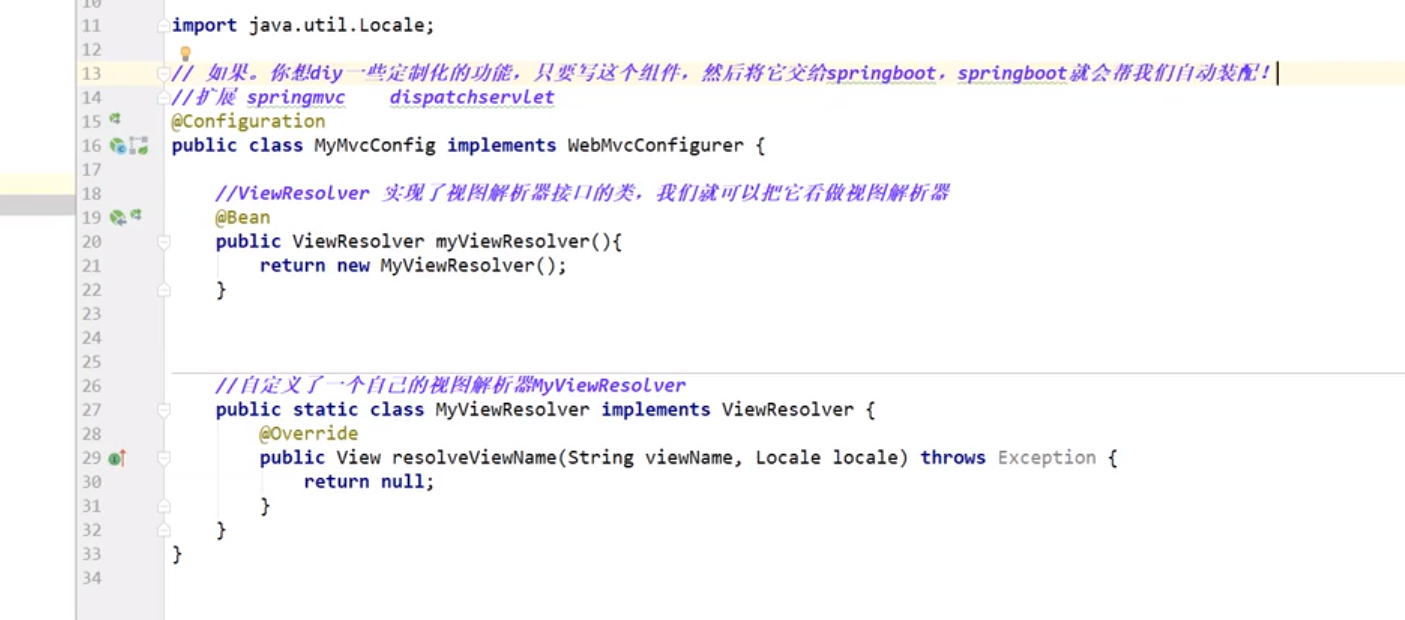 10
11 import java.util.Locale;
12
13 // 如果。你想diy一些定制化的功能，只要写这个组件，然后将它交给springboot，springboot就会帮我们自动装配！
14 //扩展 springmvc    dispatchservlet
15 @Configuration
16 public class MyMvcConfig implements WebMvcConfigurer {
17
18     //ViewResolver 实现了视图解析器接口的类，我们就可以把它看做视图解析器
19     @Bean
20     public ViewResolver myViewResolver(){
21         return new MyViewResolver();
22     }
23
24
25
26     //自定义了一个自己的视图解析器MyViewResolver
27     public static class MyViewResolver implements ViewResolver {
28         @Override
29         public View resolveViewName(String viewName, Locale locale) throws Exception {
30             return null;
31         }
32     }
33 }
34